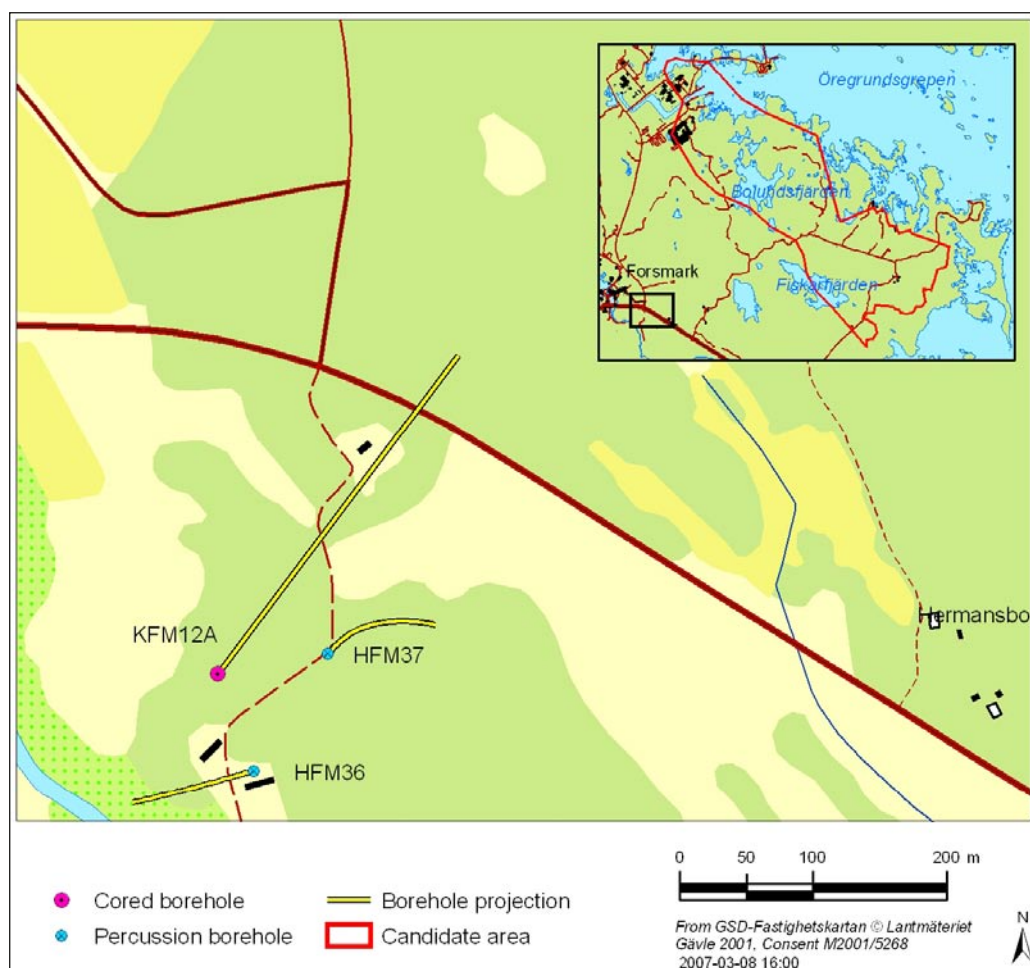 Öregrundsgrepen
Bolundsfjärden
Forsmark
Fiskarfjärden
KFM12A
HFM37
Hermansbo
HFM36
0 50 100 200 m
Cored borehole
Borehole projection
Percussion borehole
Candidate area
From GSD-Fastighetskartan © Lantmäteriet
Gävle 2001, Consent M2001/5268
2007-03-08 16:00
N